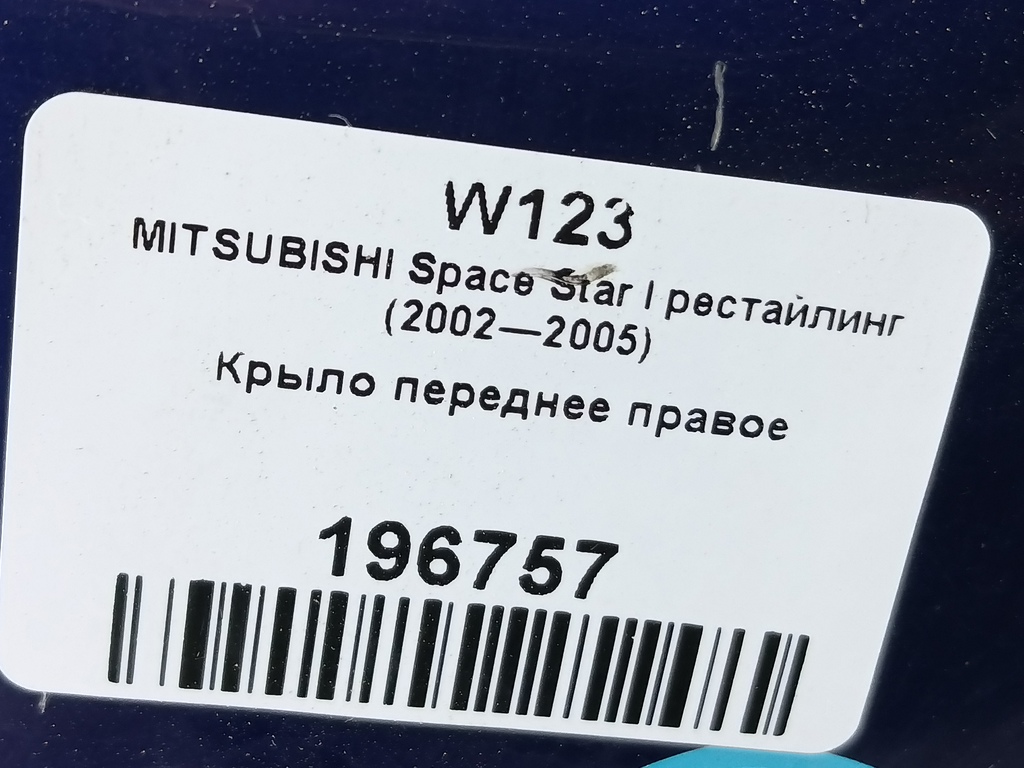 W123
MITSUBISHI Space Star I рестайлинг
(2002—2005)
Крыло переднее правое
196757